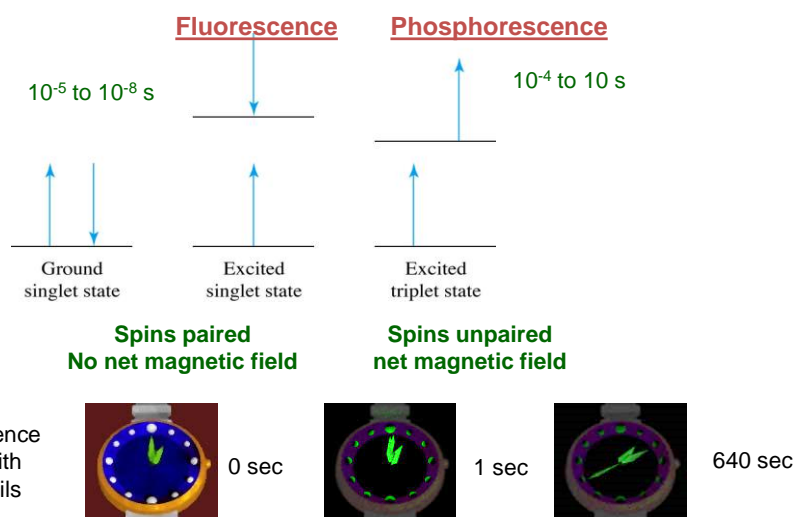 Fluorescence
Phosphorescence
10⁻⁵ to 10⁻⁸ s
10⁻⁴ to 10 s
Ground
singlet state
Excited
singlet state
Excited
triplet state
Spins paired
No net magnetic field
Spins unpaired
net magnetic field
0 sec
1 sec
640 sec